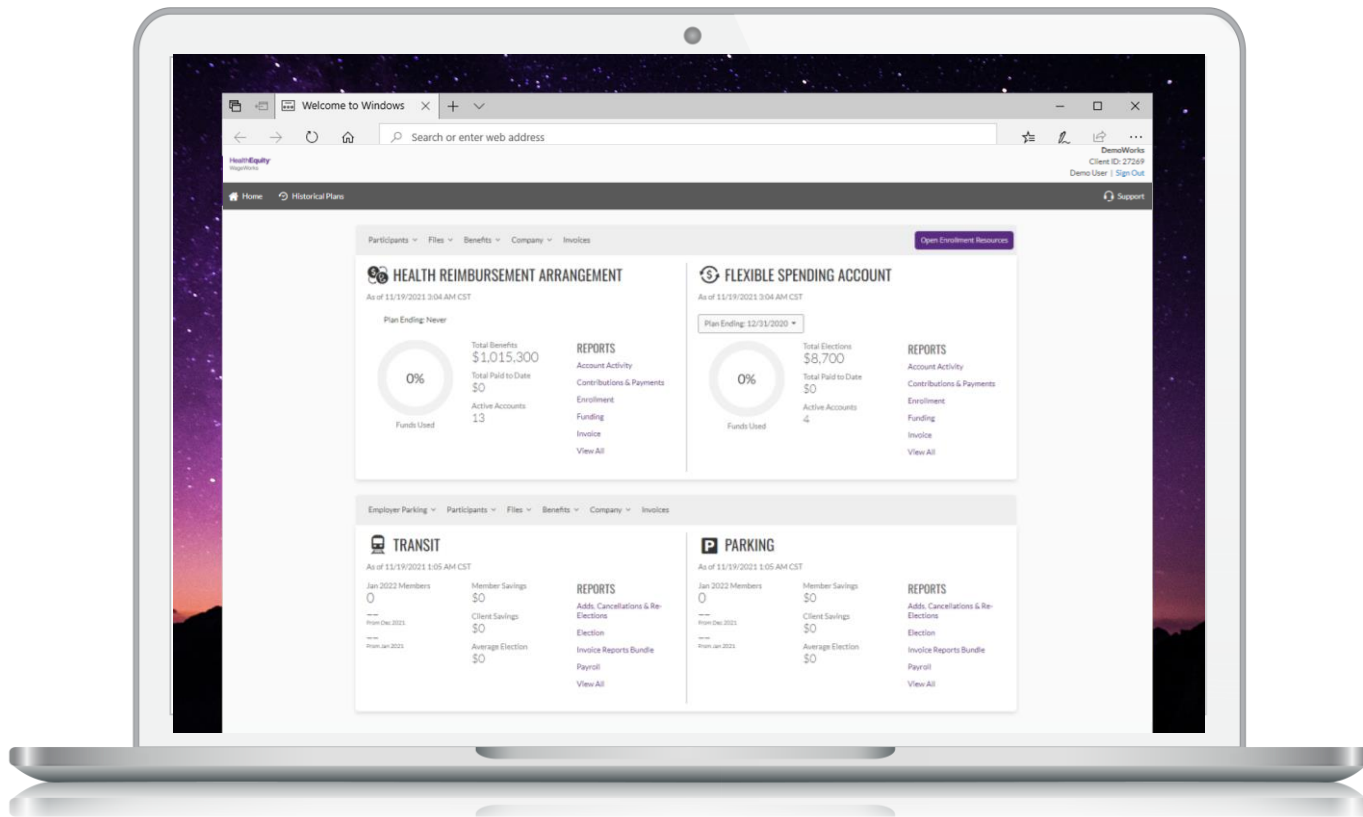 Welcome to Windows
Search or enter web address
HealthEquity
WageWorks
DemoWorks
Client ID: 27269
Demo User | Sign Out
Home
Historical Plans
Support
Participants
Files
Benefits
Company
Invoices
Open Enrollment Resources
HEALTH REIMBURSEMENT ARRANGEMENT
As of 11/19/2021 3:04 AM CST
Plan Ending: Never
0%
Funds Used
Total Benefits
$1,015,300
Total Paid to Date
$0
Active Accounts
13
REPORTS
Account Activity
Contributions & Payments
Enrollment
Funding
Invoice
View All
FLEXIBLE SPENDING ACCOUNT
As of 11/19/2021 3:04 AM CST
Plan Ending: 12/31/2020
0%
Funds Used
Total Elections
$8,700
Total Paid to Date
$0
Active Accounts
4
REPORTS
Account Activity
Contributions & Payments
Enrollment
Funding
Invoice
View All
Employer Parking
Participants
Files
Benefits
Company
Invoices
TRANSIT
As of 11/19/2021 1:05 AM CST
Jan 2022 Members
0
--
From Dec 2021
--
From Jan 2021
Member Savings
$0
Client Savings
$0
Average Election
$0
REPORTS
Adds, Cancellations & Re-
Elections
Election
Invoice Reports Bundle
Payroll
View All
P
PARKING
As of 11/19/2021 1:05 AM CST
Jan 2022 Members
0
--
From Dec 2021
--
From Jan 2021
Member Savings
$0
Client Savings
$0
Average Election
$0
REPORTS
Adds, Cancellations & Re-
Elections
Election
Invoice Reports Bundle
Payroll
View All